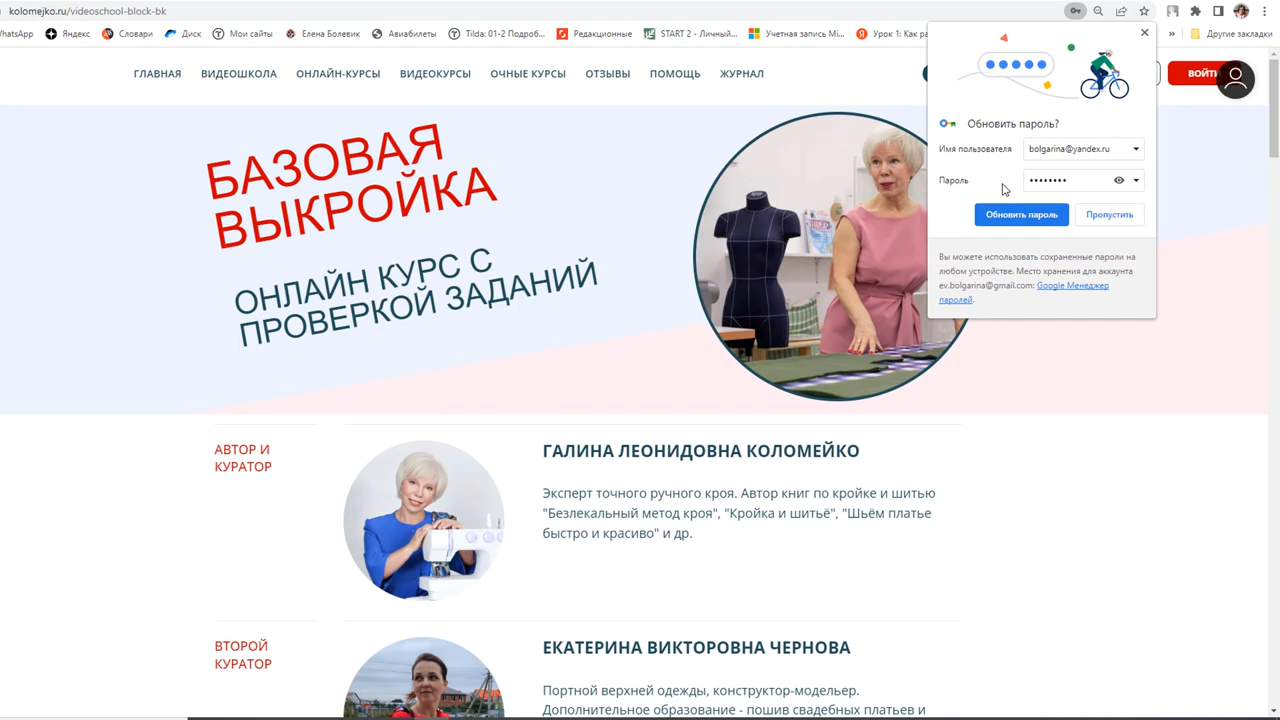 kolomejko.ru/videoschool-block-bk
WhatsApp
Яндекс
Словари
Диск
Мои сайты
Елена Болевик
Авиабилеты
Tilda: 01-2 Подроб...
Редакционные
START 2 - Личный...
Учетная запись Mi...
Урок 1: Как ра
»
Другие закладки
ГЛАВНАЯ
ВИДЕОШКОЛА
ОНЛАЙН-КУРСЫ
ВИДЕОКУРСЫ
ОЧНЫЕ КУРСЫ
ОТЗЫВЫ
ПОМОЩЬ
ЖУРНАЛ
ВОЙТИ
Обновить пароль?
Имя пользователя
bolgarina@yandex.ru
Пароль
••••••••
Обновить пароль
Пропустить
Вы можете использовать сохраненные пароли на
любом устройстве. Место хранения для аккаунта
ev.bolgarina@gmail.com: Google Менеджер
паролей.
БАЗОВАЯ
ВЫКРОЙКА
ОНЛАЙН КУРС С
ПРОВЕРКОЙ ЗАДАНИЙ
АВТОР И
КУРАТОР
ГАЛИНА ЛЕОНИДОВНА КОЛОМЕЙКО
Эксперт точного ручного кроя. Автор книг по кройке и шитью
"Безлекальный метод кроя", "Кройка и шитьё", "Шьём платье
быстро и красиво" и др.
ВТОРОЙ
КУРАТОР
ЕКАТЕРИНА ВИКТОРОВНА ЧЕРНОВА
Портной верхней одежды, конструктор-модельер.
Дополнительное образование - пошив свадебных платьев и